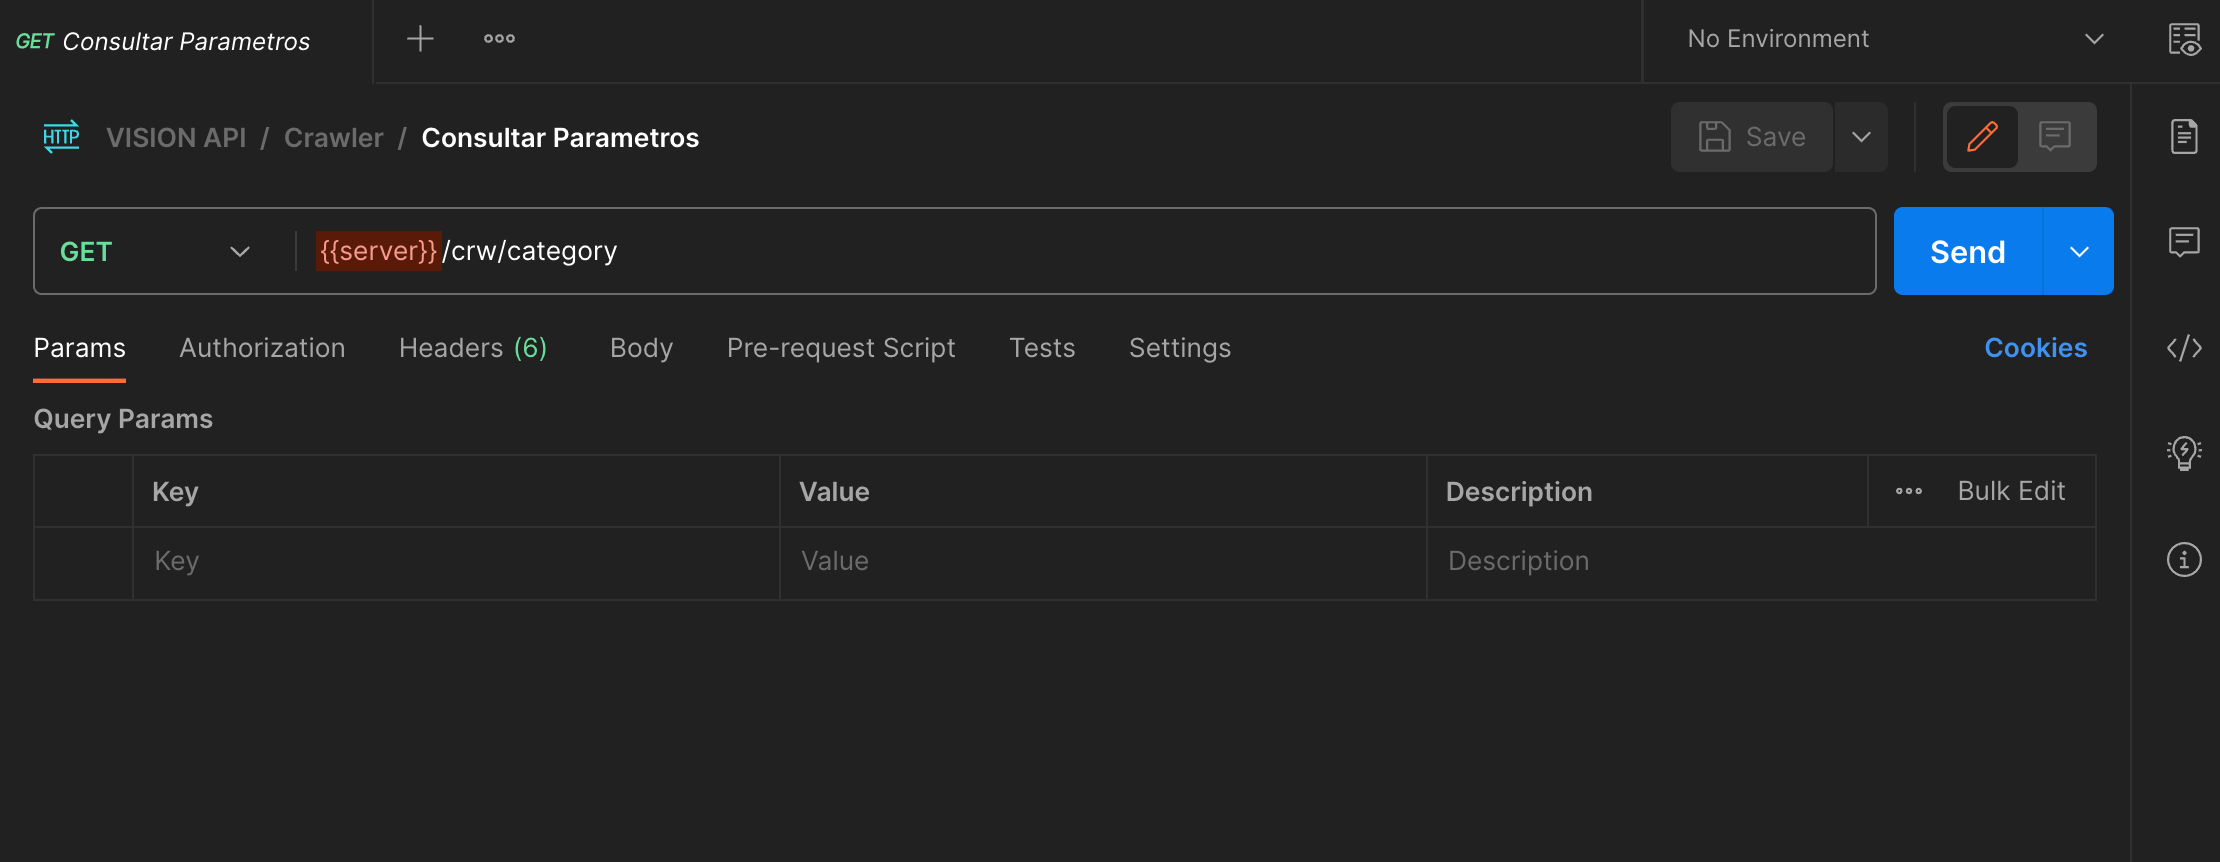 GET Consultar Parametros
No Environment
HTTP VISION API / Crawler / Consultar Parametros
Save
GET {{server}}/crw/category
Send
Params Authorization Headers (6) Body Pre-request Script Tests Settings Cookies
Query Params
Key Value Description Bulk Edit
Key Value Description